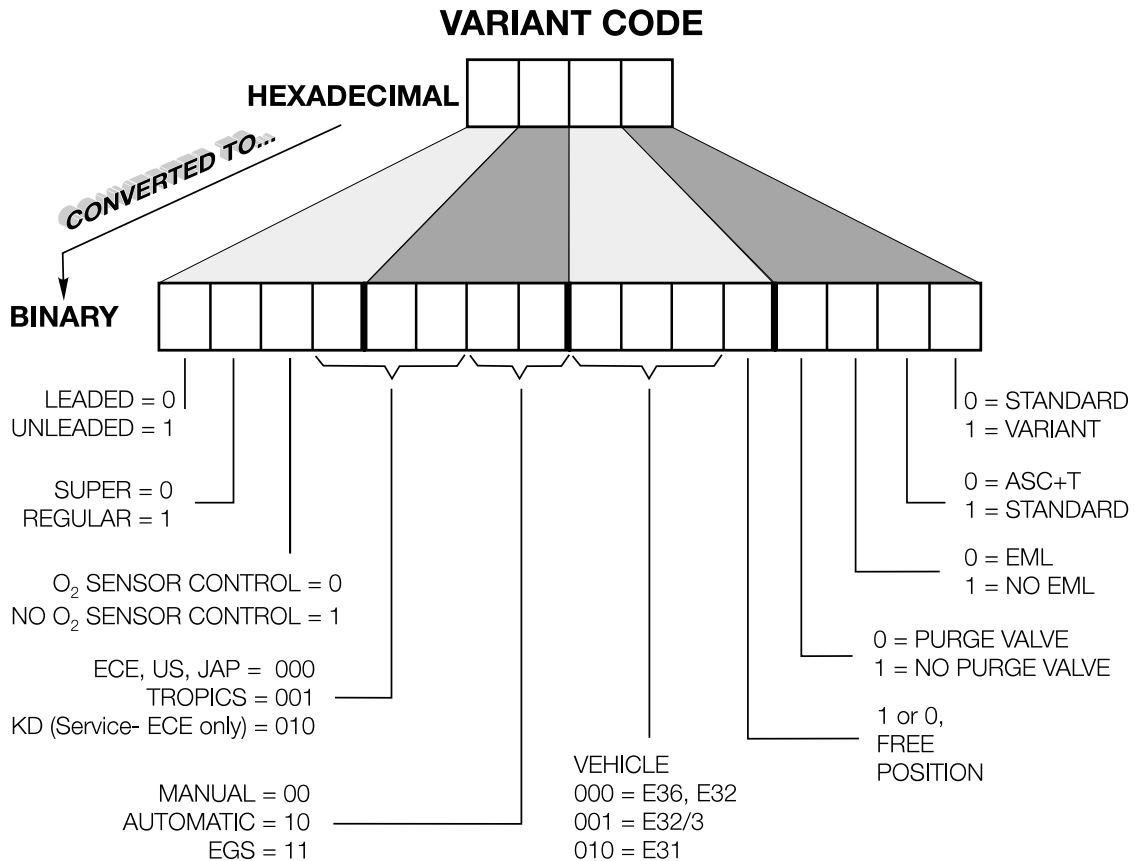 VARIANT CODE
HEXADECIMAL
CONVERTED TO...
BINARY
LEADED = 0
UNLEADED = 1
SUPER = 0
REGULAR = 1
O₂ SENSOR CONTROL = 0
NO O₂ SENSOR CONTROL = 1
ECE, US, JAP = 000
TROPICS = 001
KD (Service- ECE only) = 010
MANUAL = 00
AUTOMATIC = 10
EGS = 11
VEHICLE
000 = E36, E32
001 = E32/3
010 = E31
0 = STANDARD
1 = VARIANT
0 = ASC+T
1 = STANDARD
0 = EML
1 = NO EML
0 = PURGE VALVE
1 = NO PURGE VALVE
1 or 0,
FREE
POSITION